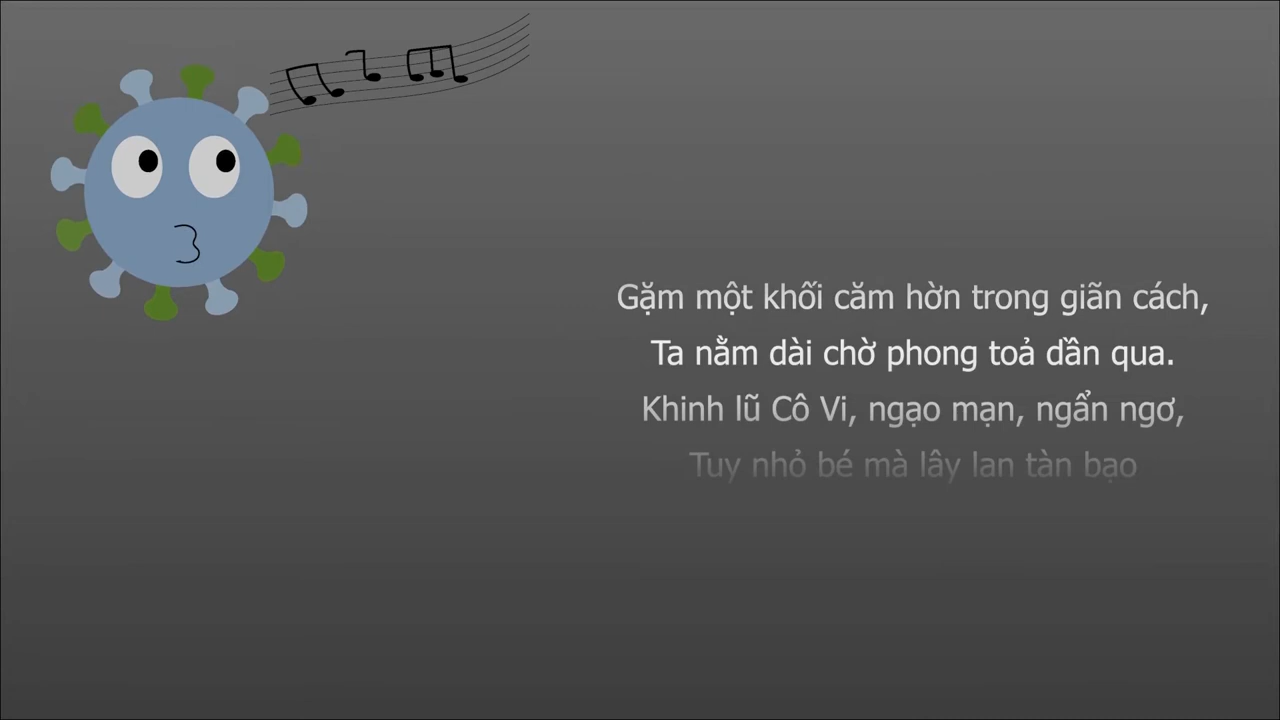 Gặm một khối căm hờn trong giãn cách,
Ta nằm dài chờ phong toả dần qua.
Khinh lũ Cô Vi, ngạo mạn, ngẩn ngơ,
Tuy nhỏ bé mà lây lan tàn bạo